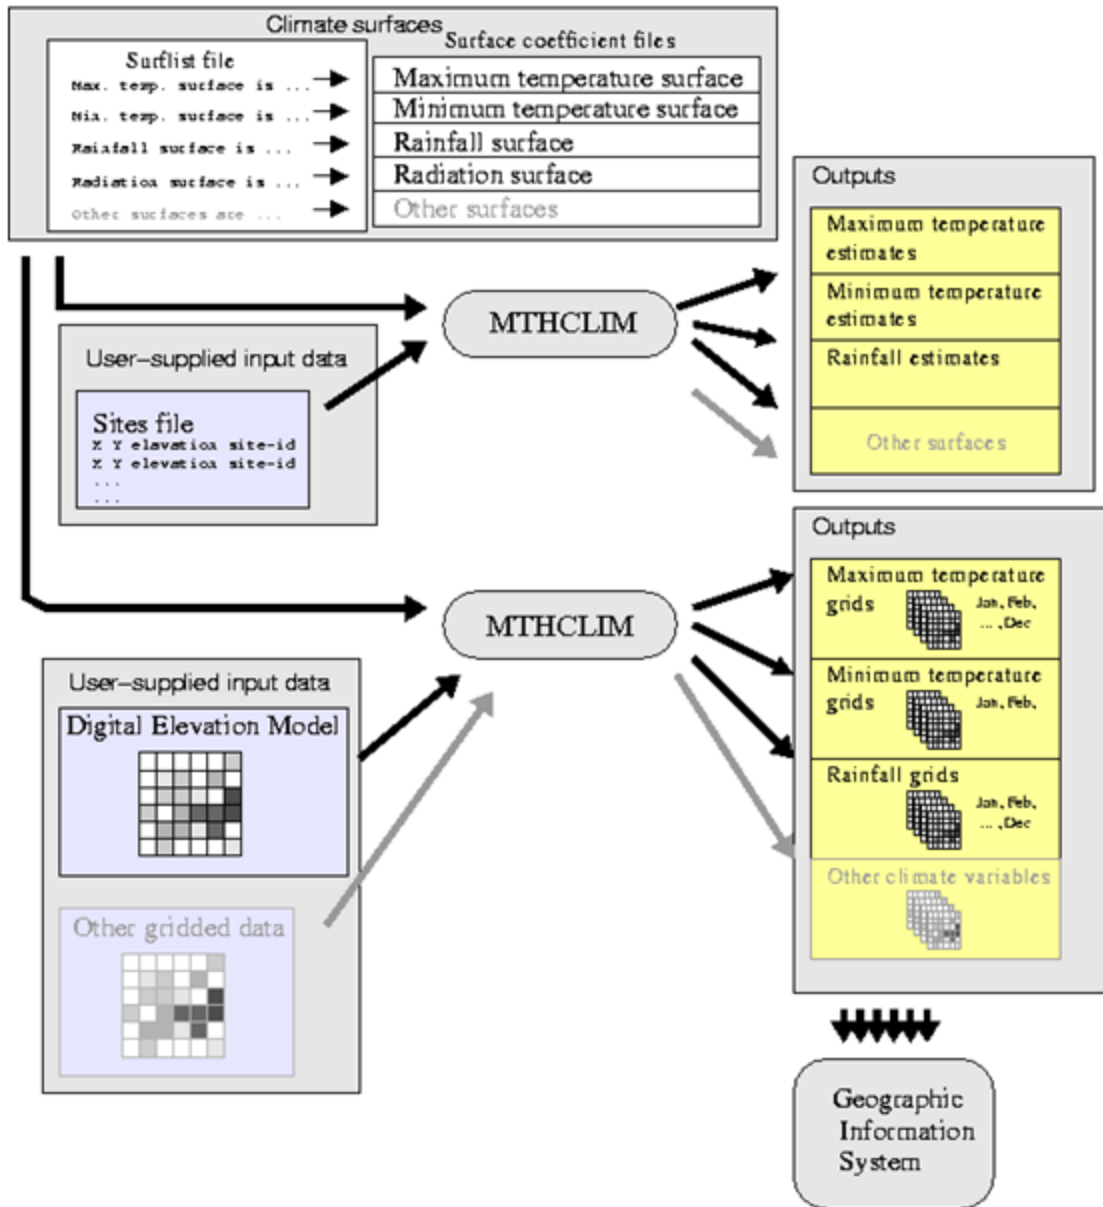 Climate surfaces
Surflist file
Max. temp. surface is ...
Min. temp. surface is ...
Rainfall surface is ...
Radiation surface is ...
Other surfaces are ...
Surface coefficient files
Maximum temperature surface
Minimum temperature surface
Rainfall surface
Radiation surface
Other surfaces
User-supplied input data
Sites file
X Y elevation site-id
X Y elevation site-id
...
...
MTHCLIM
Outputs
Maximum temperature
estimates
Minimum temperature
estimates
Rainfall estimates
Other surfaces
User-supplied input data
Digital Elevation Model
Other gridded data
MTHCLIM
Outputs
Maximum temperature
grids
Jan, Feb,
... ,Dec
Minimum temperature
grids
Jan, Feb,
Rainfall grids
Jan, Feb,
... ,Dec
Other climate variables
Geographic
Information
System